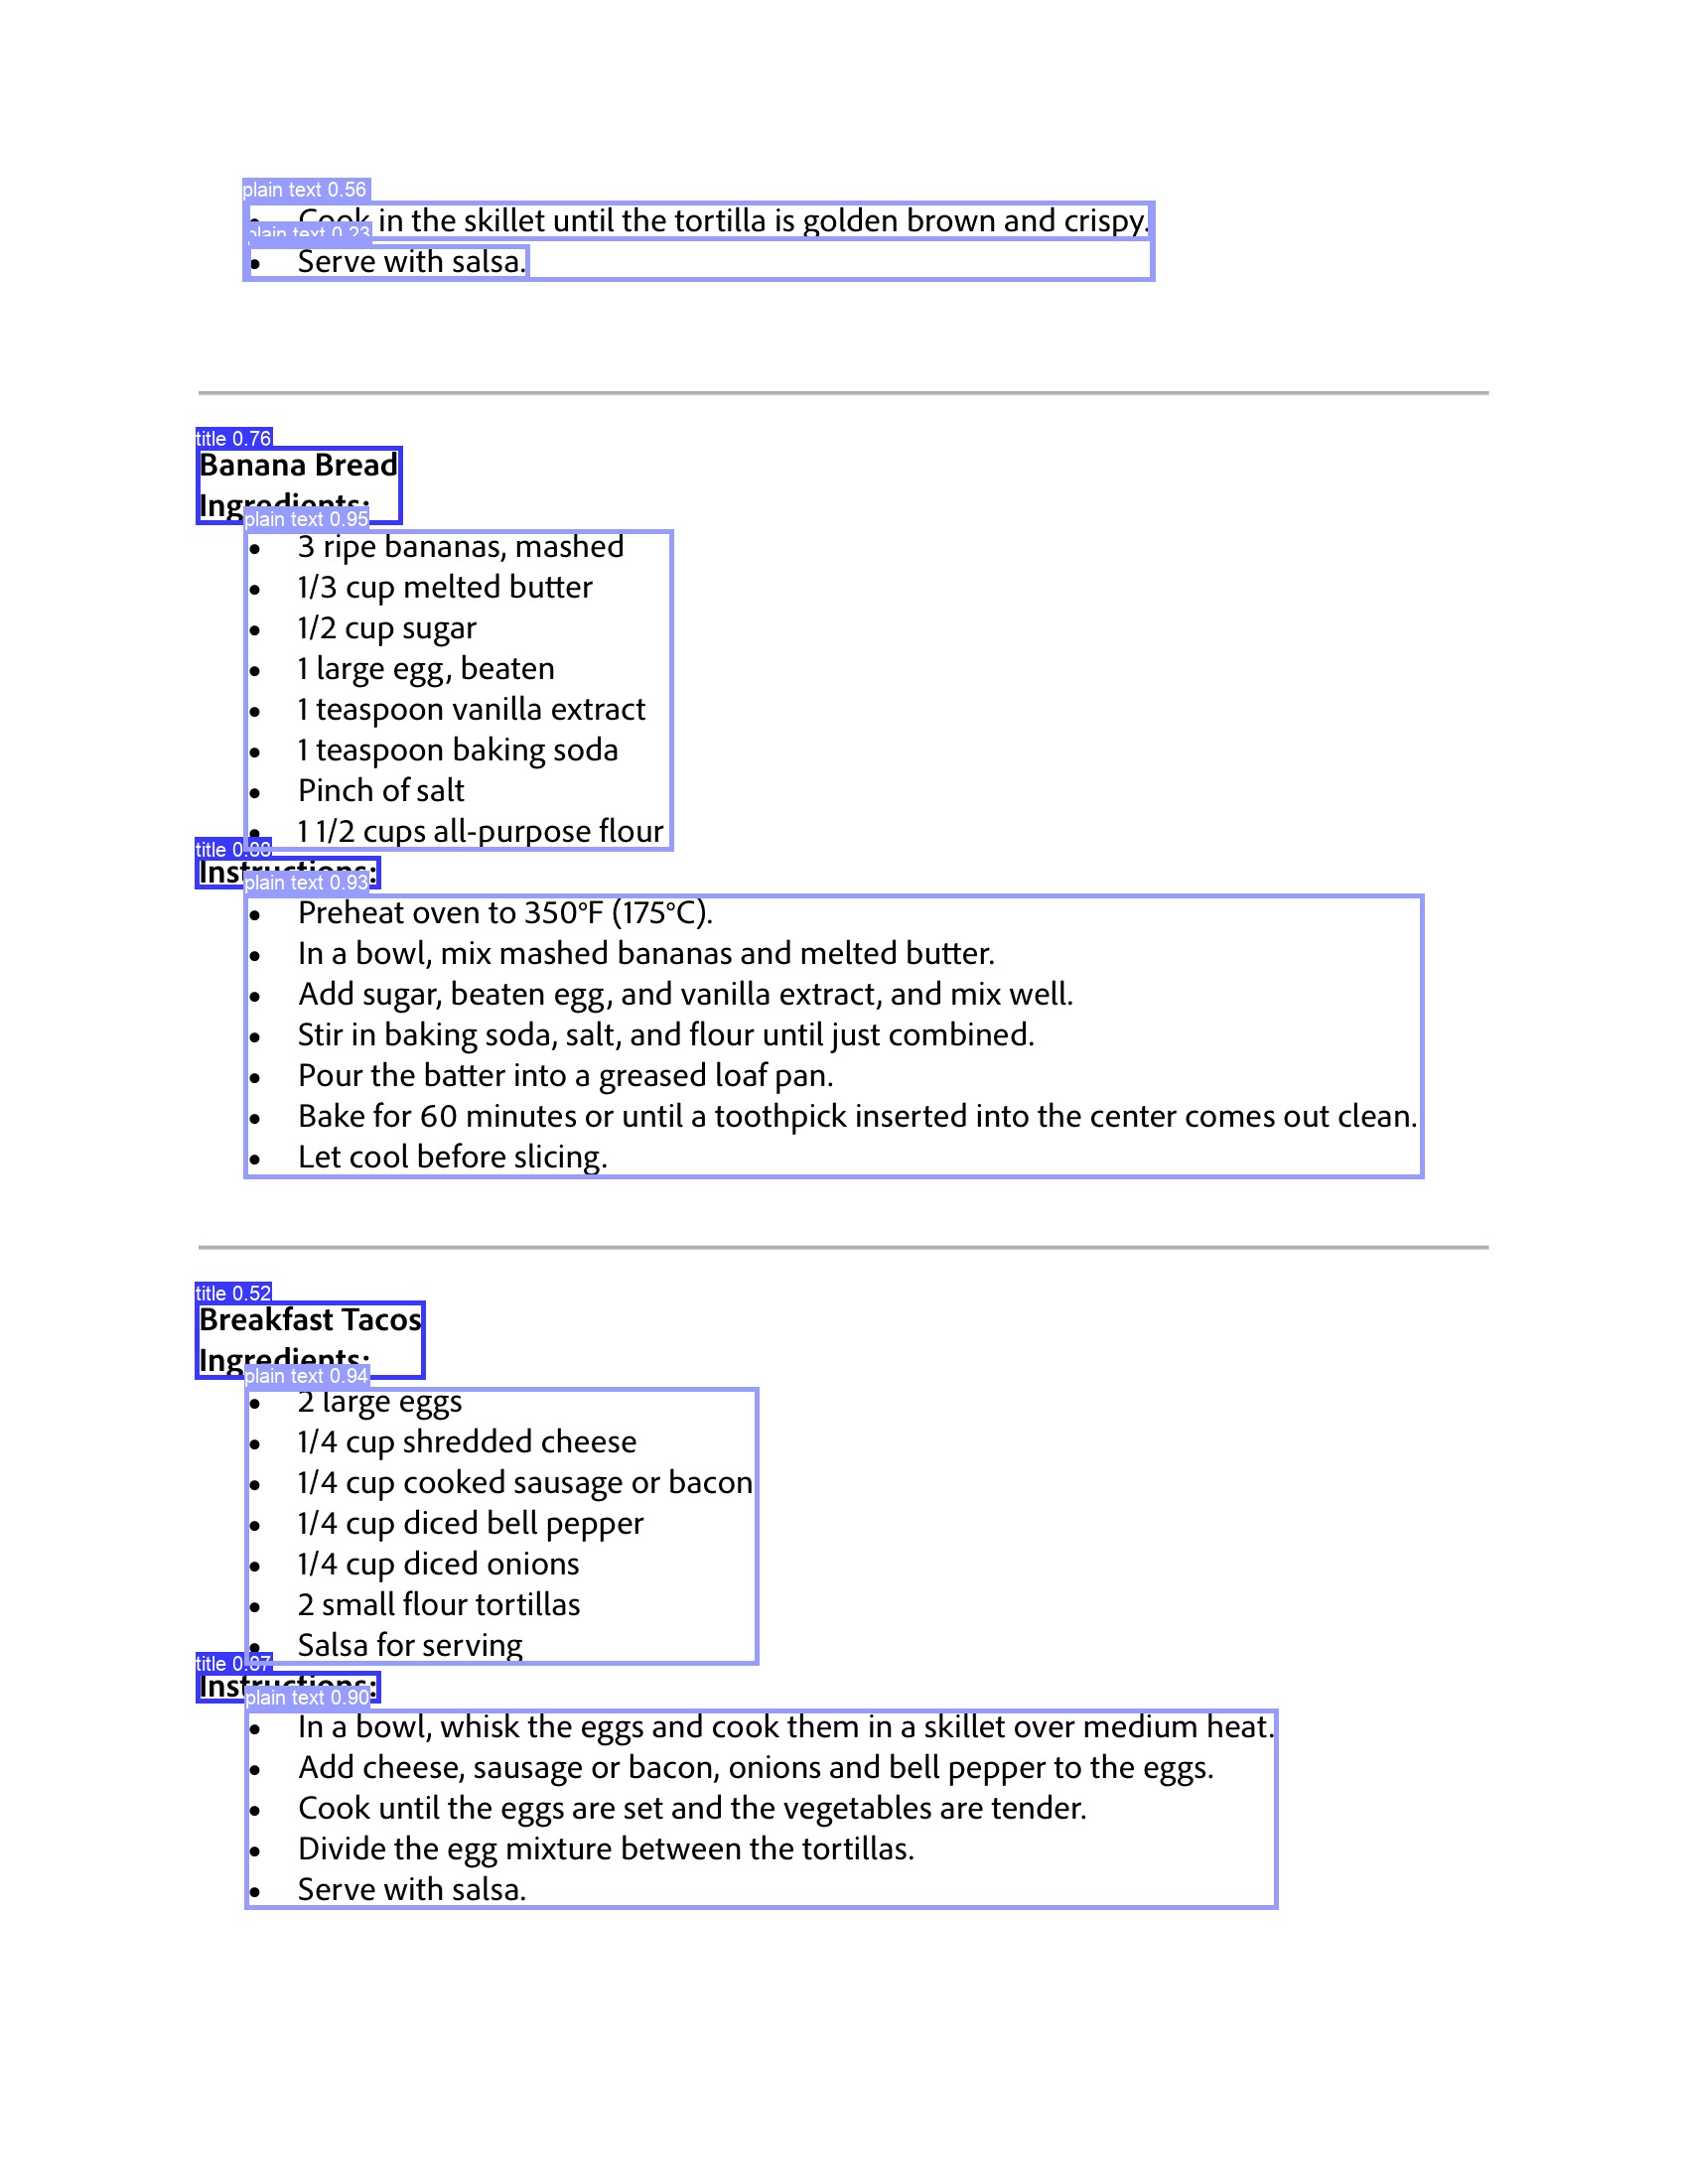 plain text 0.56
• Cook in the skillet until the tortilla is golden brown and crispy.
plain text 0.23
• Serve with salsa.
title 0.76
Banana Bread
Ingredients:
plain text 0.95
• 3 ripe bananas, mashed
• 1/3 cup melted butter
• 1/2 cup sugar
• 1 large egg, beaten
• 1 teaspoon vanilla extract
• 1 teaspoon baking soda
• Pinch of salt
• 1 1/2 cups all-purpose flour
title
Instructions:
plain text 0.93
• Preheat oven to 350°F (175°C).
• In a bowl, mix mashed bananas and melted butter.
• Add sugar, beaten egg, and vanilla extract, and mix well.
• Stir in baking soda, salt, and flour until just combined.
• Pour the batter into a greased loaf pan.
• Bake for 60 minutes or until a toothpick inserted into the center comes out clean.
• Let cool before slicing.
title 0.52
Breakfast Tacos
Ingredients:
plain text 0.94
• 2 large eggs
• 1/4 cup shredded cheese
• 1/4 cup cooked sausage or bacon
• 1/4 cup diced bell pepper
• 1/4 cup diced onions
• 2 small flour tortillas
• Salsa for serving
title
Instructions:
plain text 0.90
• In a bowl, whisk the eggs and cook them in a skillet over medium heat.
• Add cheese, sausage or bacon, onions and bell pepper to the eggs.
• Cook until the eggs are set and the vegetables are tender.
• Divide the egg mixture between the tortillas.
• Serve with salsa.